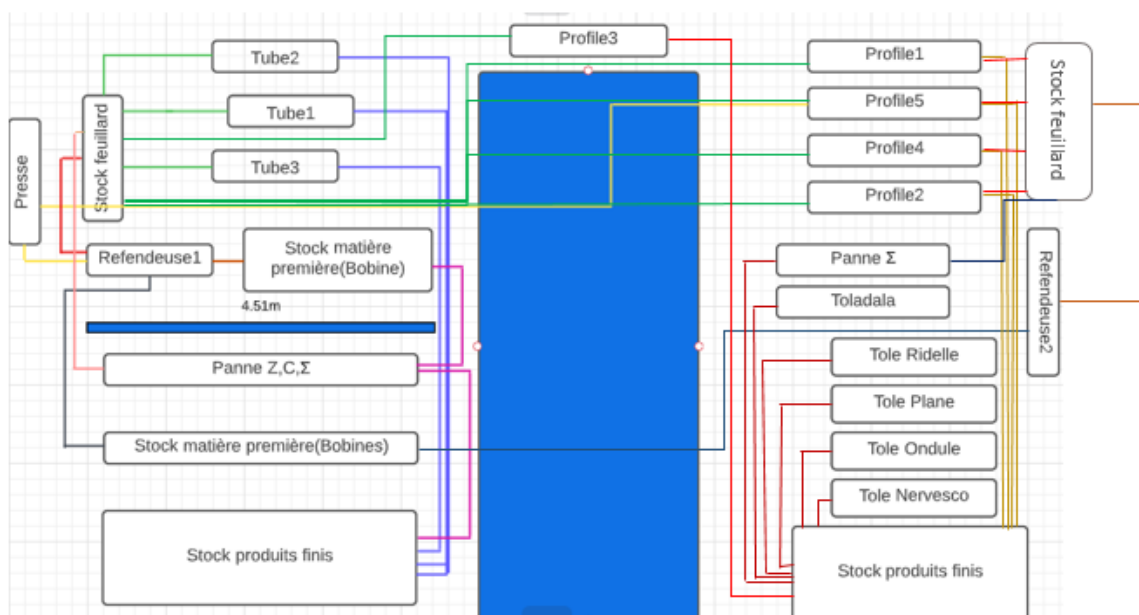 Profile3
Tube2
Profile1
Stock feuillard
Tube1
Profile5
Stock feuillard
Presse
Tube3
Profile4
Profile2
Refendeuse1
Stock matière
première(Bobine)
Panne Σ
Refendeuse2
4.51m
Toladala
Panne Z,C,Σ
Tole Ridelle
Tole Plane
Stock matière première(Bobines)
Tole Ondule
Tole Nervesco
Stock produits finis
Stock produits finis